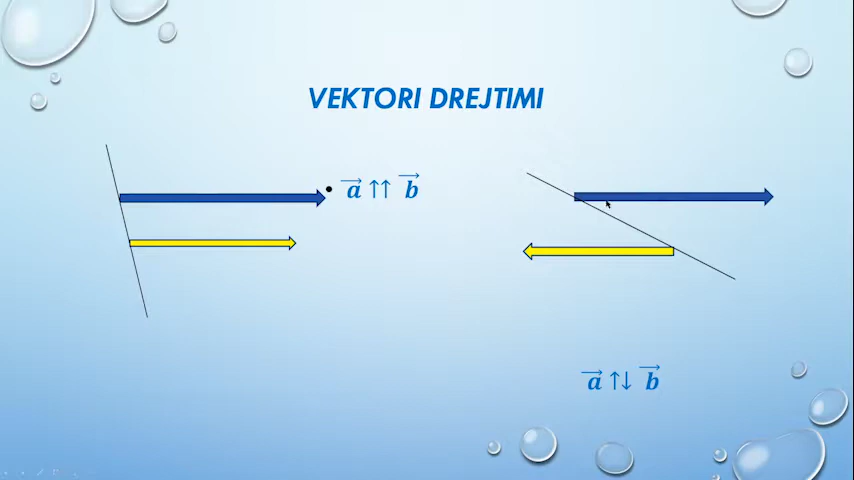 VEKTORI DREJTIMI
• a⃗ ↑↑ b⃗
a⃗ ↑↓ b⃗